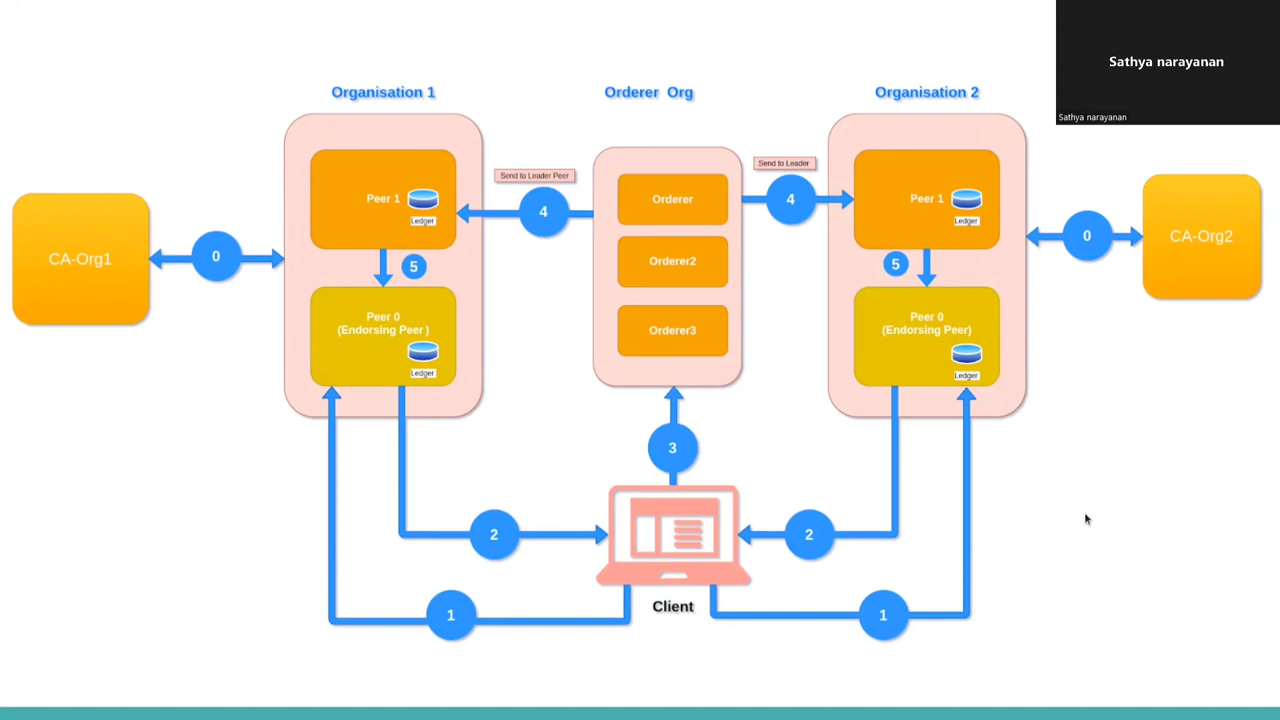 Sathya narayanan
Sathya narayanan
Organisation 1
Orderer Org
Organisation 2
Send to Leader Peer
Send to Leader
Peer 1
Ledger
4
Orderer
4
Peer 1
Ledger
CA-Org1
0
0
CA-Org2
5
Orderer2
5
Peer 0
(Endorsing Peer)
Ledger
Orderer3
Peer 0
(Endorsing Peer)
Ledger
3
2
2
Client
1
1